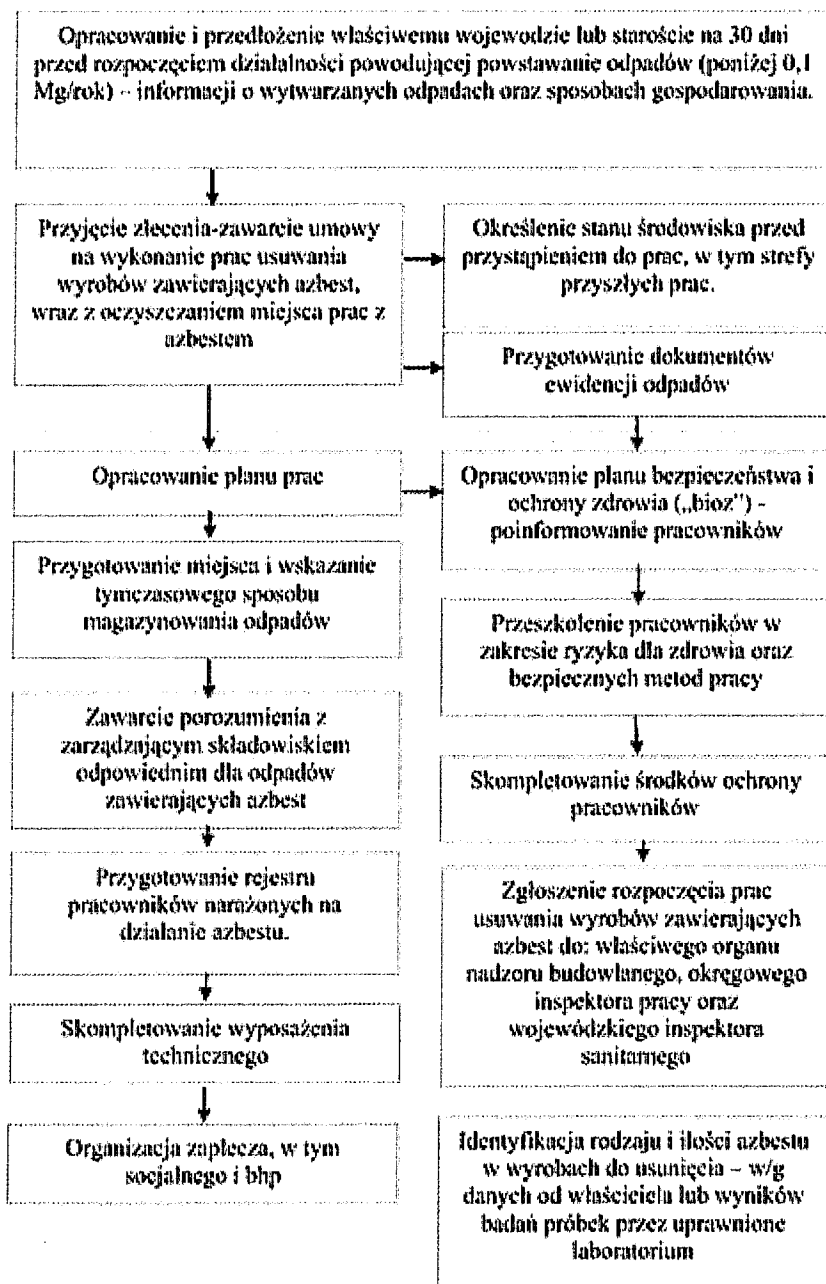 Opracowanie i przedłożenie właściwemu wojewodzie lub staroście na 30 dni
przed rozpoczęciem działalności powodującej powstawanie odpadów (poniżej 0,1
Mg/rok) – informacji o wytwarzanych odpadach oraz sposobach gospodarowania.
Przyjęcie zlecenia-zawarcie umowy
na wykonanie prac usuwania
wyrobów zawierających azbest,
wraz z oczyszczaniem miejsca prac z
azbestem
Określenie stanu środowiska przed
przystąpieniem do prac, w tym strefy
przyszłych prac.
Przygotowanie dokumentów
ewidencji odpadów
Opracowanie planu prac
Opracowanie planu bezpieczeństwa i
ochrony zdrowia („bioz”) -
poinformowanie pracowników
Przygotowanie miejsca i wskazanie
tymczasowego sposobu
magazynowania odpadów
Przeszkolenie pracowników w
zakresie ryzyka dla zdrowia oraz
bezpiecznych metod pracy
Zawarcie porozumienia z
zarządzającym składowiskiem
odpowiednim dla odpadów
zawierających azbest
Skompletowanie środków ochrony
pracowników
Przygotowanie rejestru
pracowników narażonych na
działanie azbestu.
Zgłoszenie rozpoczęcia prac
usuwania wyrobów zawierających
azbest do: właściwego organu
nadzoru budowlanego, okręgowego
inspektora pracy oraz
wojewódzkiego inspektora
sanitarnego
Skompletowanie wyposażenia
technicznego
Organizacja zaplecza, w tym
socjalnego i bhp
Identyfikacja rodzaju i ilości azbestu
w wyrobach do usunięcia – w/g
danych od właściciela lub wyników
badań próbek przez uprawnione
laboratorium